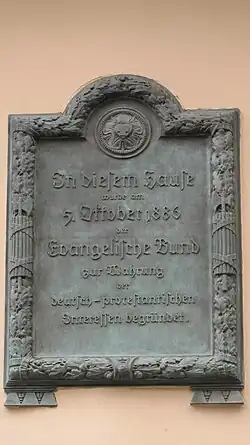 In diesem Hause
wurde am
5. Oktober 1886
der
Evangelische Bund
zur Wahrung
der
deutsch-protestantischen
Interessen begründet.